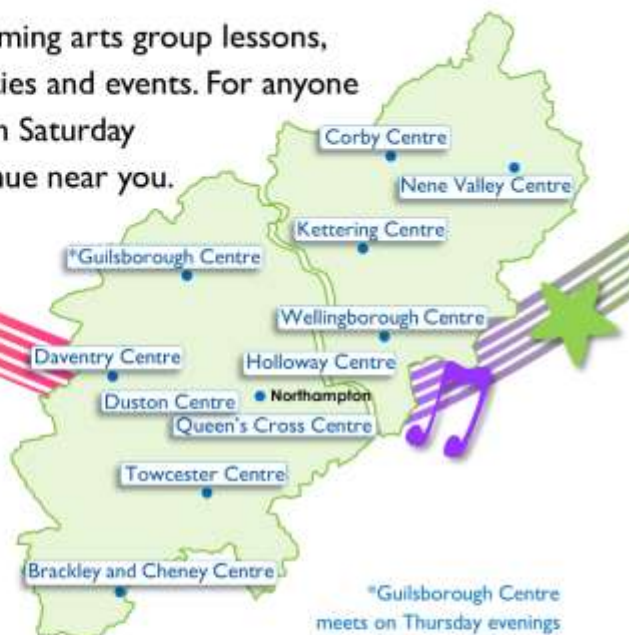 ming arts group lessons,
ies and events. For anyone
n Saturday
nue near you.
Corby Centre
Nene Valley Centre
Kettering Centre
*Guilsborough Centre
Wellingborough Centre
Daventry Centre
Holloway Centre
Duston Centre
Northampton
Queen's Cross Centre
Towcester Centre
Brackley and Cheney Centre
*Guilsborough Centre
meets on Thursday evenings